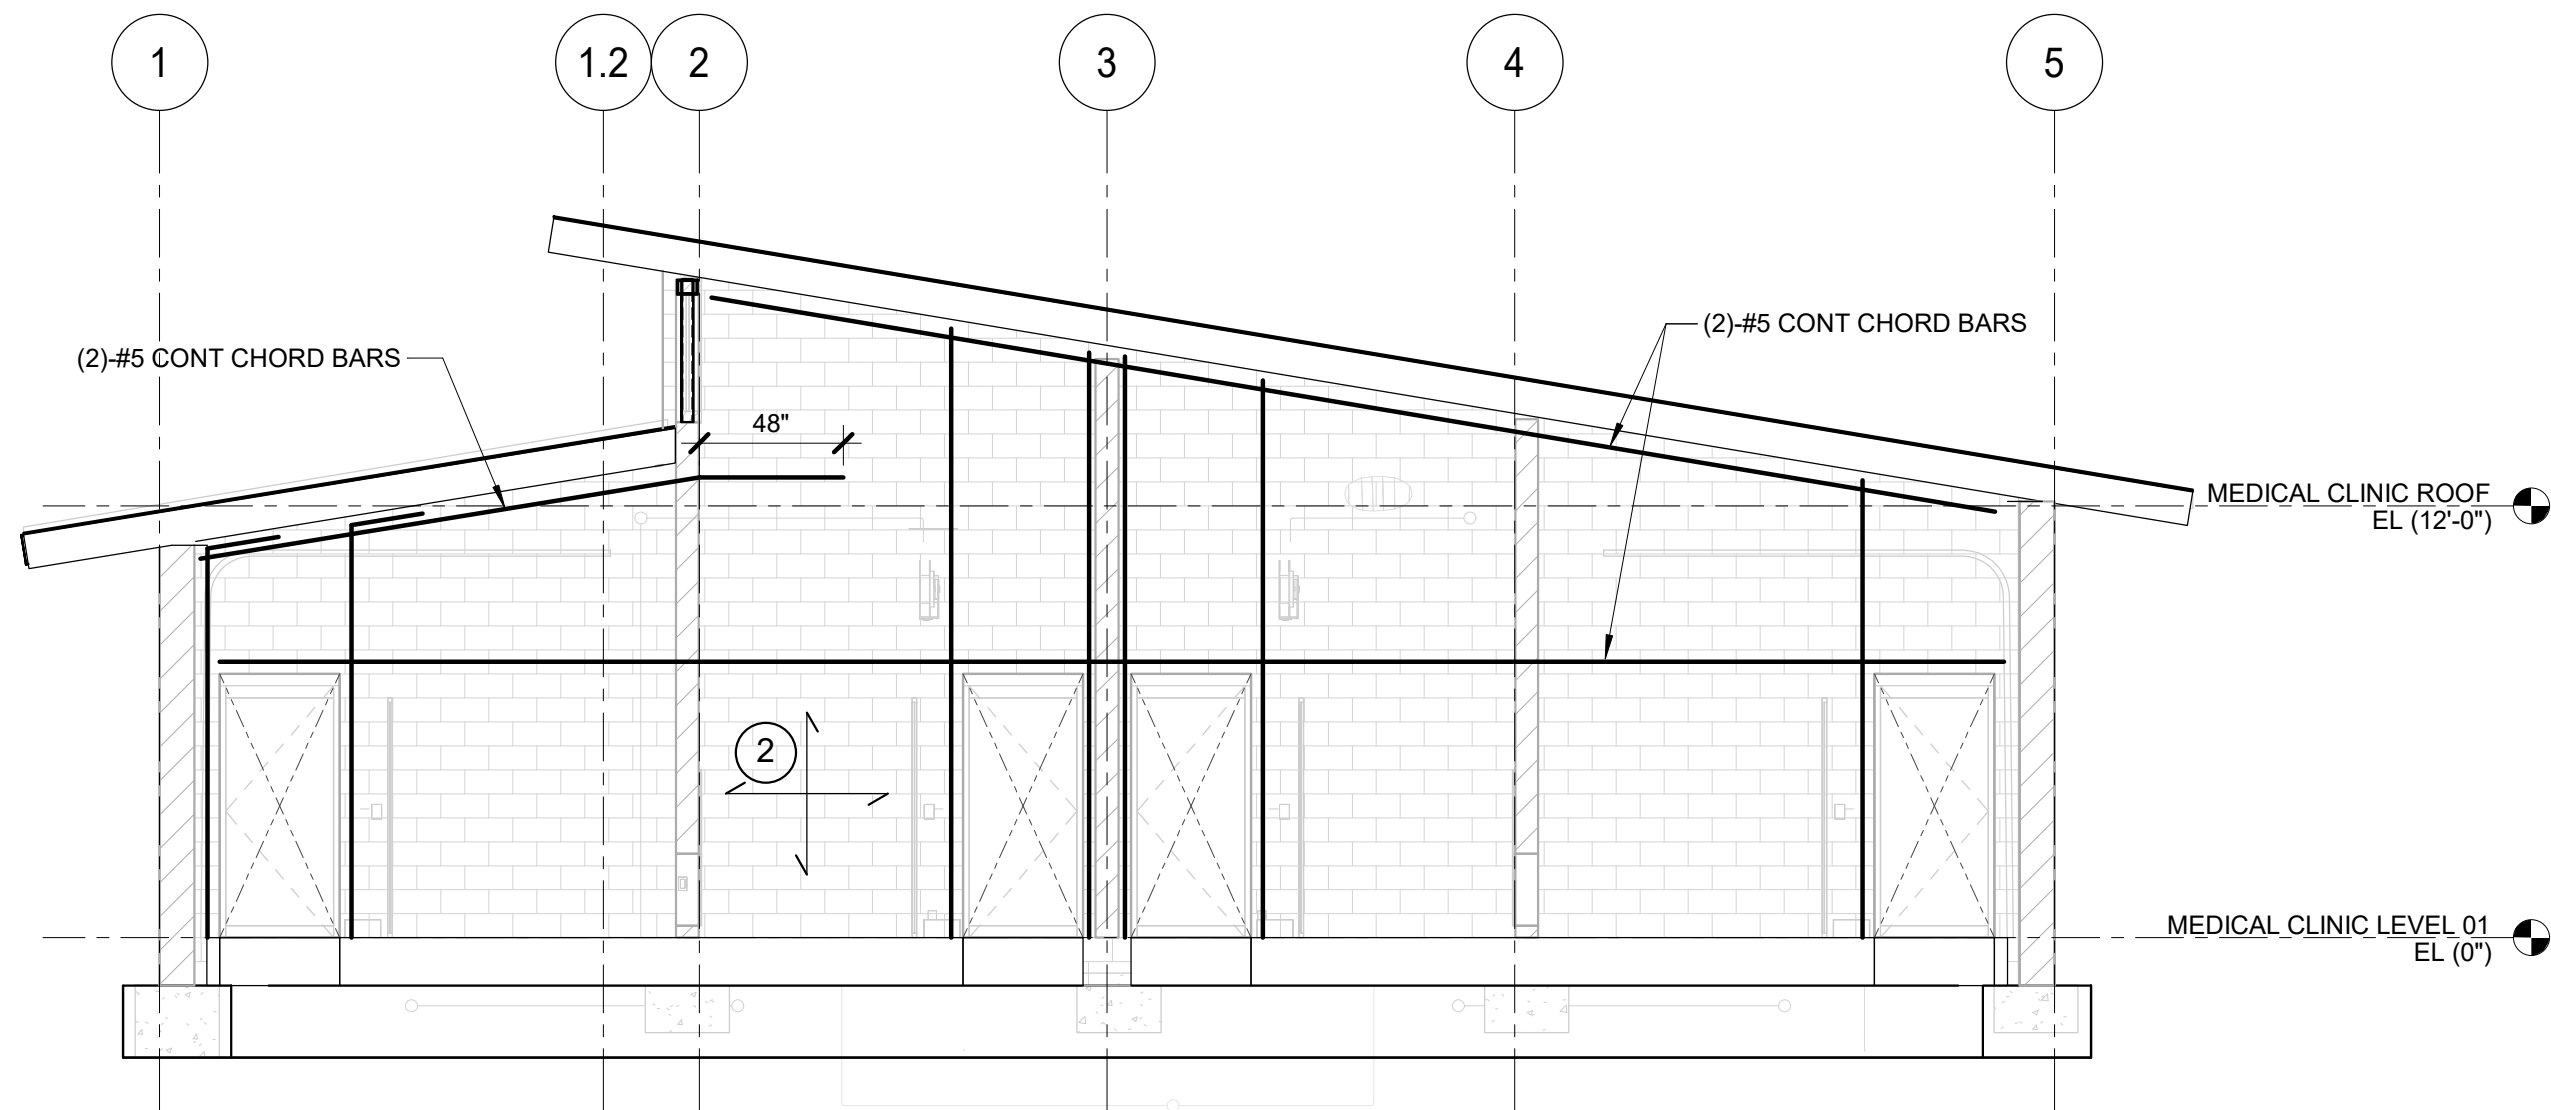 1
1.2
2
3
4
5
(2)-#5 CONT CHORD BARS
(2)-#5 CONT CHORD BARS
48"
MEDICAL CLINIC ROOF
EL (12'-0")
2
MEDICAL CLINIC LEVEL 01
EL (0")